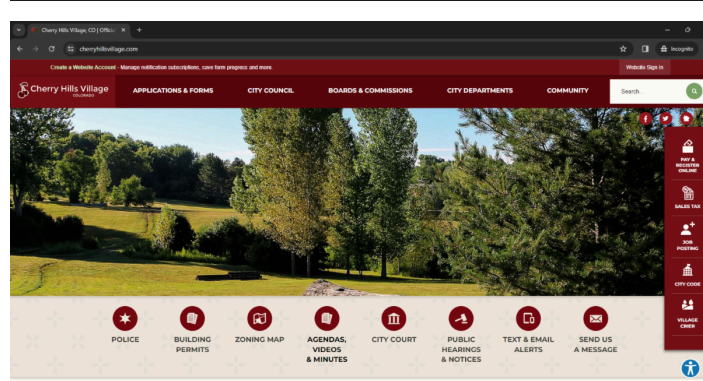 Cherry Hills Village, CO | Official
cherryhillsvillage.com
Incognito
Create a Website Account - Manage notification subscriptions, save form progress and more.
Website Sign In
Cherry Hills Village
COLORADO
APPLICATIONS & FORMS
CITY COUNCIL
BOARDS & COMMISSIONS
CITY DEPARTMENTS
COMMUNITY
Search...
PAY &
REGISTER
ONLINE
SALES TAX
JOB
POSTING
CITY CODE
VILLAGE
CRIER
POLICE
BUILDING
PERMITS
ZONING MAP
AGENDAS,
VIDEOS
& MINUTES
CITY COURT
PUBLIC
HEARINGS
& NOTICES
TEXT & EMAIL
ALERTS
SEND US
A MESSAGE